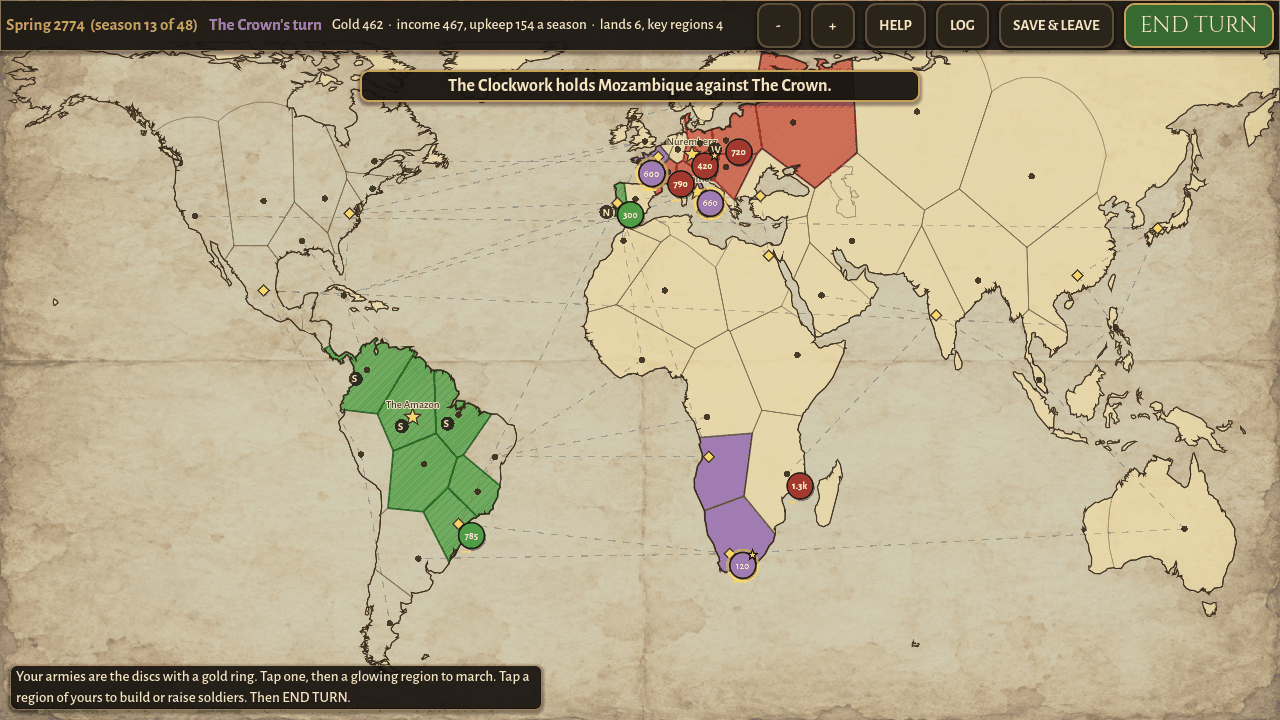 Spring 2774 (season 13 of 48) The Crown's turn Gold 462 · income 467, upkeep 154 a season · lands 6, key regions 4 - + HELP LOG SAVE & LEAVE END TURN
The Clockwork holds Mozambique against The Crown.
Nuremberg
W
720
420
600
790
660
N
300
S
The Amazon
S
S
1.3k
785
120
Your armies are the discs with a gold ring. Tap one, then a glowing region to march. Tap a
region of yours to build or raise soldiers. Then END TURN.